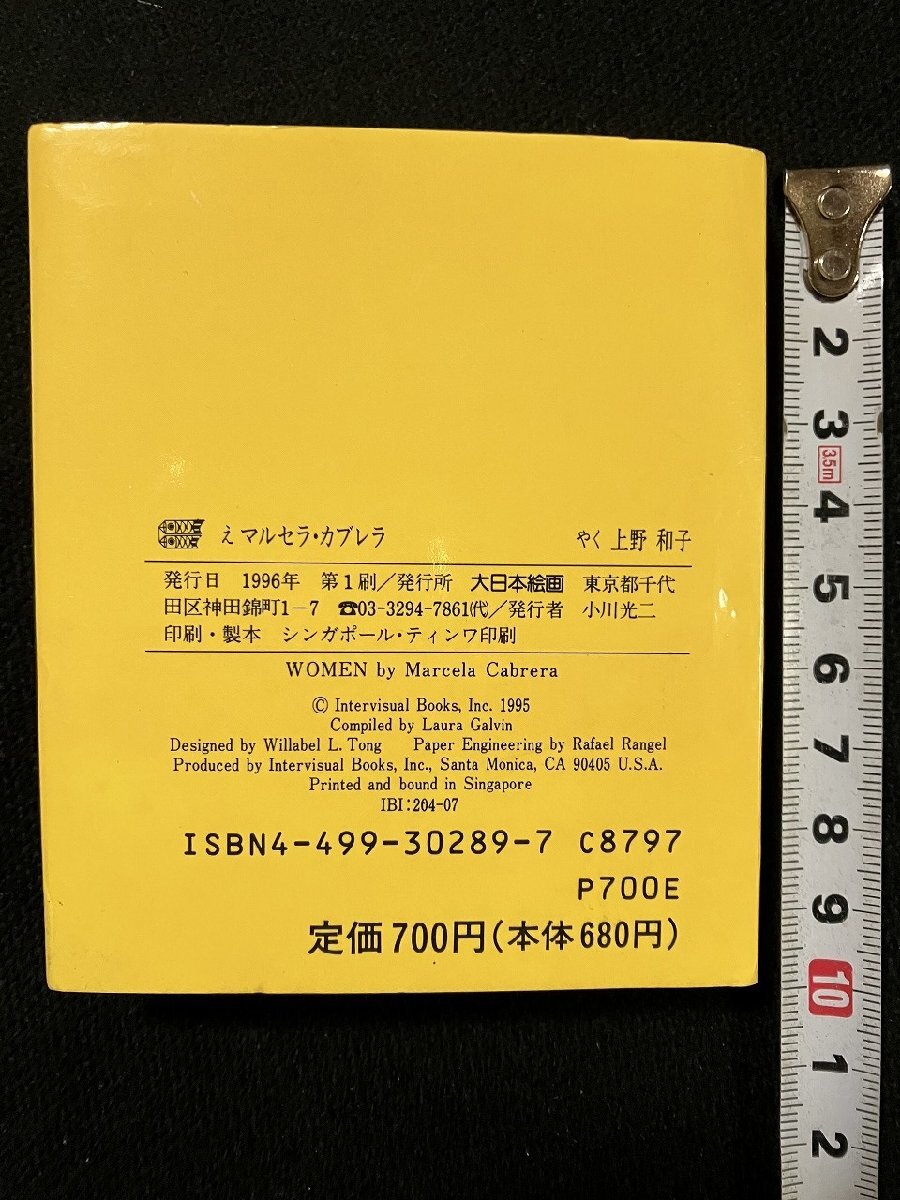 え マルセラ・カブレラ やく 上野 和子
発行日 1996年 第1刷/発行所 大日本絵画 東京都千代
田区神田錦町1-7 ☎03-3294-7861(代)/発行者 小川光二
印刷・製本 シンガポール・ティンワ印刷
WOMEN by Marcela Cabrera
© Intervisual Books, Inc. 1995
Compiled by Laura Galvin
Designed by Willabel L. Tong Paper Engineering by Rafael Rangel
Produced by Intervisual Books, Inc., Santa Monica, CA 90405 U.S.A.
Printed and bound in Singapore
IBI:204-07
ISBN4-499-30289-7 C8797
P700E
定価700円(本体680円)
2
3
3.5m
4
5
6
7
8
9
10
1
2